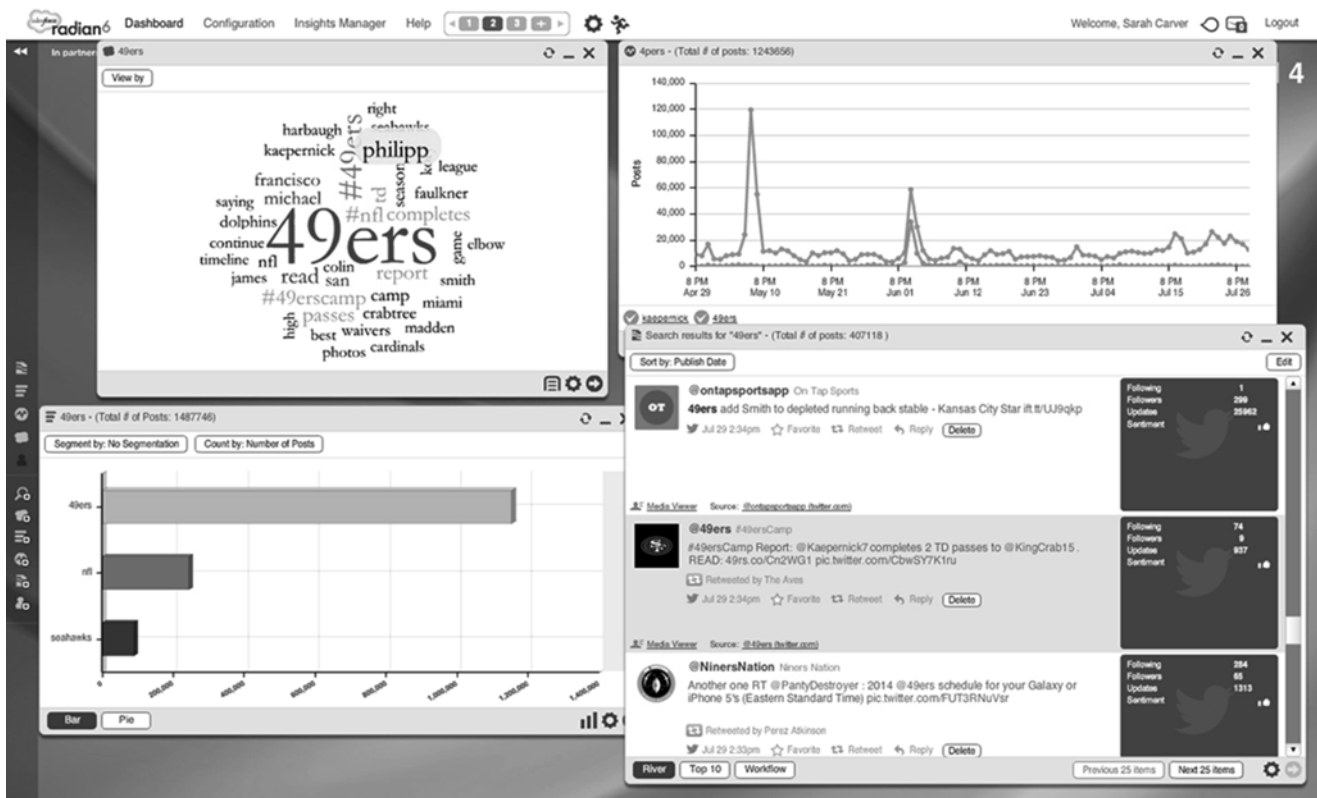 salesforce
radian6 Dashboard Configuration Insights Manager Help 1 2 3 + Welcome, Sarah Carver Logout
In partner
49ers
View by
right
seahawks
harbaugh
#49ers
philipp
kaepernick
league
francisco
season
td
faulkner
saying michael
#nfl completes
dolphins
49ers
continue
game
elbow
timeline nfl
colin
james read san report smith
#49erscamp camp miami
high passes crabtree
best waivers madden
photos cardinals
4pers - (Total # of posts: 1243656)
4
140,000
120,000
100,000
80,000
60,000
40,000
20,000
0
Posts
8 PM 8 PM 8 PM 8 PM 8 PM 8 PM 8 PM 8 PM 8 PM
Apr 29 May 10 May 21 Jun 01 Jun 12 Jun 23 Jul 04 Jul 15 Jul 26
kaepernick 49ers
49ers - (Total # of Posts: 1487746)
Segment by: No Segmentation Count by: Number of Posts
49ers
nfl
seahawks
0 200,000 400,000 600,000 800,000 1,000,000 1,200,000 1,400,000
Bar Pie
Search results for "49ers" - (Total # of posts: 407118 )
Sort by: Publish Date Edit
OT
@ontapsportsapp On Tap Sports
49ers add Smith to depleted running back stable - Kansas City Star ift.tt/UJ9qkp
Jul 29 2:34pm Favorite Retweet Reply Delete
Media Viewer Source: @ontapsportsapp (twitter.com)
Following 1
Followers 299
Updates 25962
Sentiment
@49ers #49ersCamp
#49ersCamp Report: @Kaepernick7 completes 2 TD passes to @KingCrab15 .
READ: 49rs.co/Cn2WG1 pic.twitter.com/CbwSY7K1ru
Retweeted by The Aves
Jul 29 2:34pm Favorite Retweet Reply Delete
Media Viewer Source: @49ers (twitter.com)
Following 74
Followers 9
Updates 937
Sentiment
@NinersNation Niners Nation
Another one RT @PantyDestroyer : 2014 @49ers schedule for your Galaxy or
iPhone 5's (Eastern Standard Time) pic.twitter.com/FUT3RNuVsr
Retweeted by Perez Atkinson
Jul 29 2:33pm Favorite Retweet Reply Delete
Following 284
Followers 65
Updates 1313
Sentiment
River Top 10 Workflow Previous 25 items Next 25 items